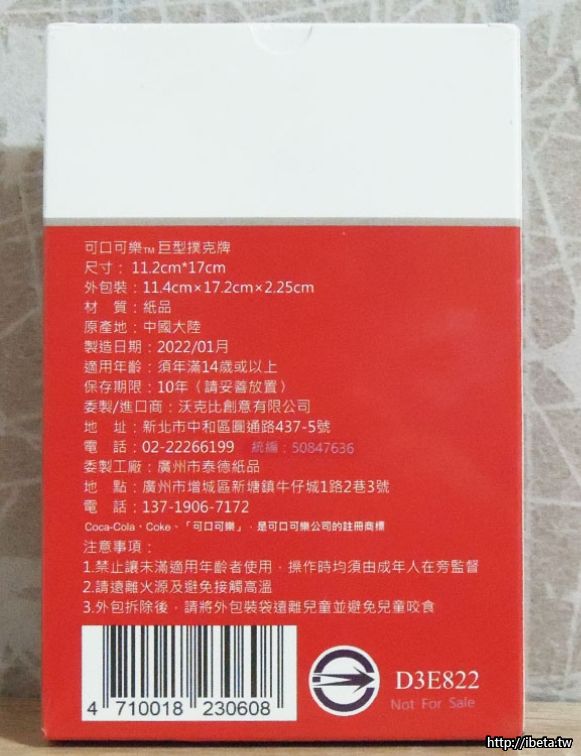 可口可樂™巨型撲克牌
尺寸：11.2cm*17cm
外包裝：11.4cm×17.2cm×2.25cm
材　質：紙品
原產地：中國大陸
製造日期：2022/01月
適用年齡：須年滿14歲或以上
保存期限：10年（請妥善放置）
委製/進口商：沃克比創意有限公司
地　址：新北市中和區圓通路437-5號
電　話：02-22266199　統編：50847636
委製工廠：廣州市泰德紙品
地　點：廣州市增城區新塘鎮牛仔城1路2巷3號
電　話：137-1906-7172
Coca-Cola、Coke、「可口可樂」，是可口可樂公司的註冊商標
注意事項：
1.禁止讓未滿適用年齡者使用，操作時均須由成年人在旁監督
2.請遠離火源及避免接觸高溫
3.外包拆除後，請將外包裝袋遠離兒童並避免兒童咬食
4 710018 230608
D3E822
Not For Sale
http://ibeta.tw